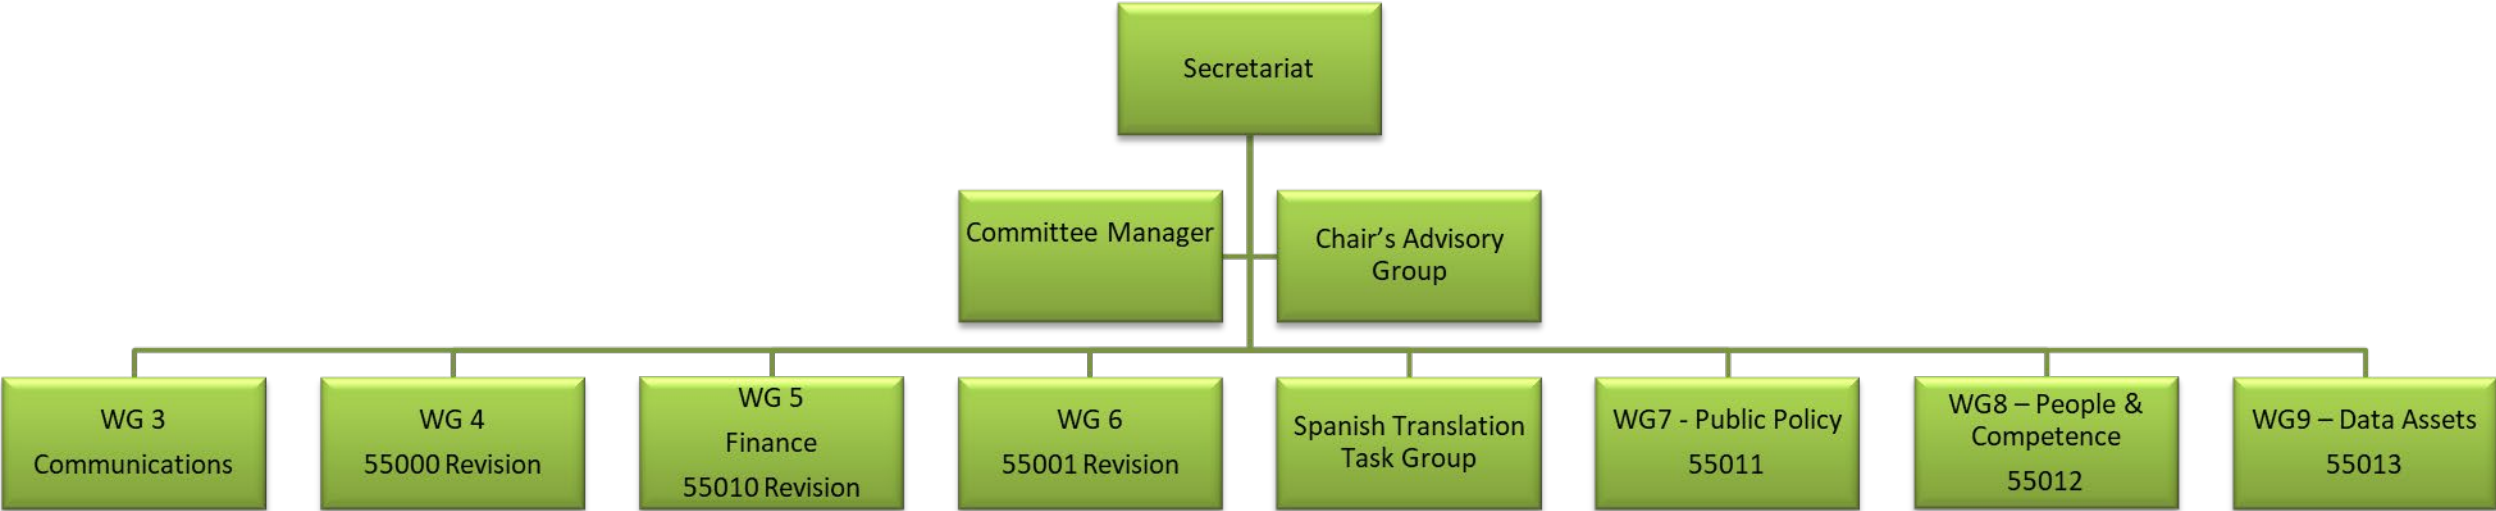 Secretariat
Committee Manager
Chair’s Advisory
Group
WG 3
Communications
WG 4
55000 Revision
WG 5
Finance
55010 Revision
WG 6
55001 Revision
Spanish Translation
Task Group
WG7 - Public Policy
55011
WG8 – People &
Competence
55012
WG9 – Data Assets
55013